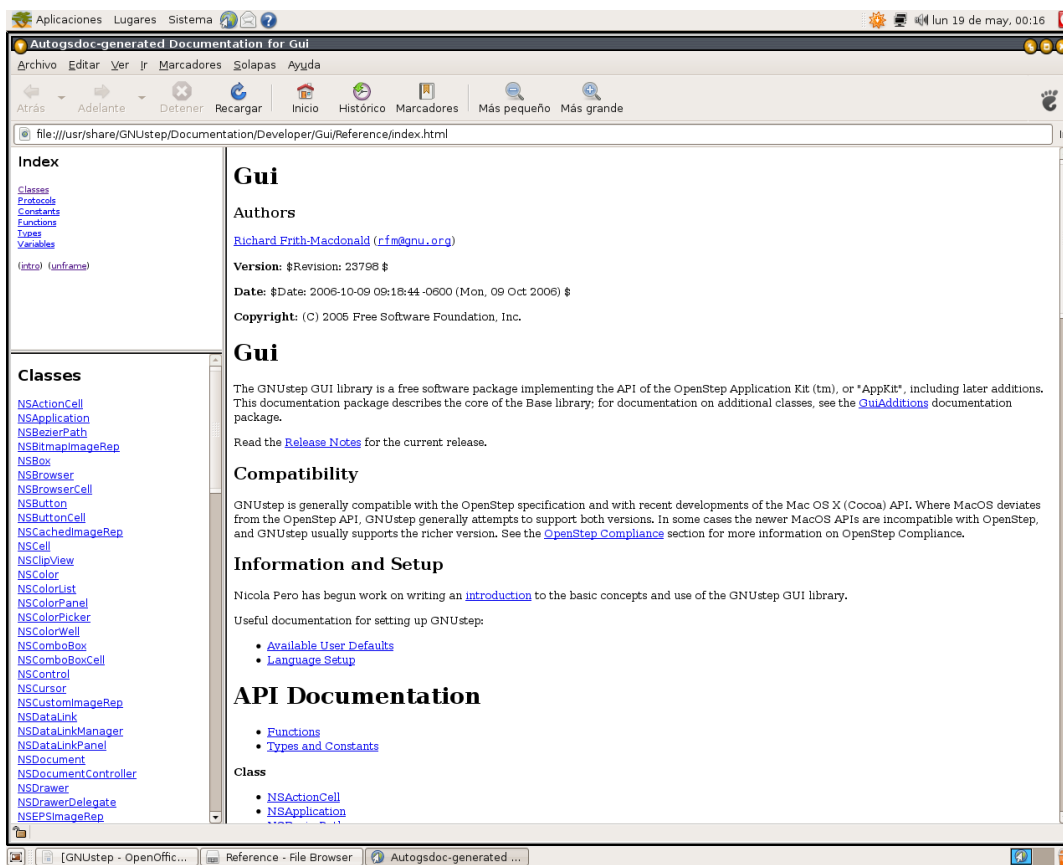 Aplicaciones Lugares Sistema
lun 19 de may, 00:16
Autogsdoc-generated Documentation for Gui
Archivo Editar Ver Ir Marcadores Solapas Ayuda
Atrás Adelante Detener Recargar Inicio Histórico Marcadores Más pequeño Más grande
file:///usr/share/GNUstep/Documentation/Developer/Gui/Reference/index.html
Index
Classes
Protocols
Constants
Functions
Types
Variables
(intro) (unframe)
Classes
NSActionCell
NSApplication
NSBezierPath
NSBitmapImageRep
NSBox
NSBrowser
NSBrowserCell
NSButton
NSButtonCell
NSCachedImageRep
NSCell
NSClipView
NSColor
NSColorList
NSColorPanel
NSColorPicker
NSColorWell
NSComboBox
NSComboBoxCell
NSControl
NSCursor
NSCustomImageRep
NSDataLink
NSDataLinkManager
NSDataLinkPanel
NSDocument
NSDocumentController
NSDrawer
NSDrawerDelegate
NSEPSImageRep
Gui
Authors
Richard Frith-Macdonald (rfm@gnu.org)
Version: $Revision: 23798 $
Date: $Date: 2006-10-09 09:18:44 -0600 (Mon, 09 Oct 2006) $
Copyright: (C) 2005 Free Software Foundation, Inc.
Gui
The GNUstep GUI library is a free software package implementing the API of the OpenStep Application Kit (tm), or "AppKit", including later additions.
This documentation package describes the core of the Base library; for documentation on additional classes, see the GuiAdditions documentation
package.
Read the Release Notes for the current release.
Compatibility
GNUstep is generally compatible with the OpenStep specification and with recent developments of the Mac OS X (Cocoa) API. Where MacOS deviates
from the OpenStep API, GNUstep generally attempts to support both versions. In some cases the newer MacOS APIs are incompatible with OpenStep,
and GNUstep usually supports the richer version. See the OpenStep Compliance section for more information on OpenStep Compliance.
Information and Setup
Nicola Pero has begun work on writing an introduction to the basic concepts and use of the GNUstep GUI library.
Useful documentation for setting up GNUstep:
• Available User Defaults
• Language Setup
API Documentation
• Functions
• Types and Constants
Class
• NSActionCell
• NSApplication
[GNUstep - OpenOffic... Reference - File Browser Autogsdoc-generated ...